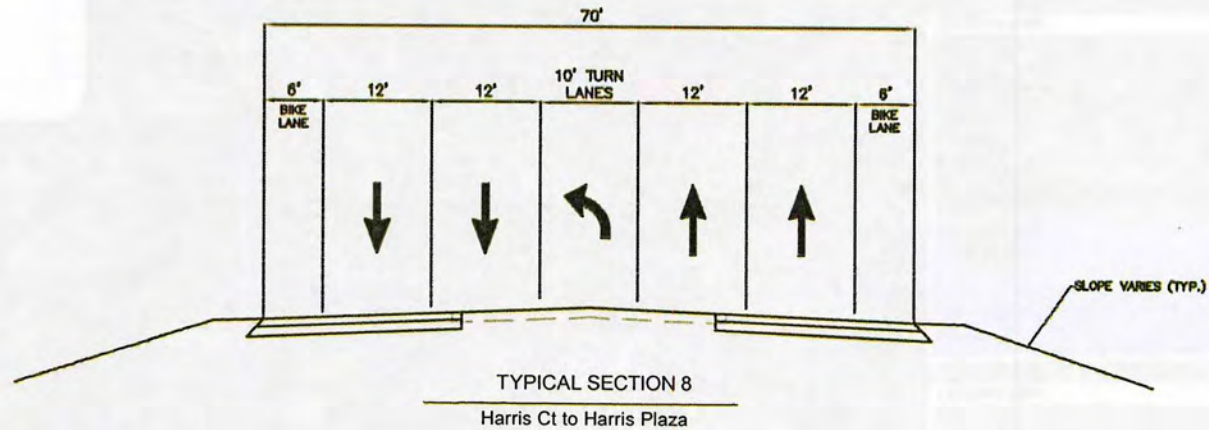 70'
6' 12' 12' 10' TURN 12' 12' 6'
BIKE LANES BIKE
LANE LANE
SLOPE VARIES (TYP.)
TYPICAL SECTION 8
Harris Ct to Harris Plaza